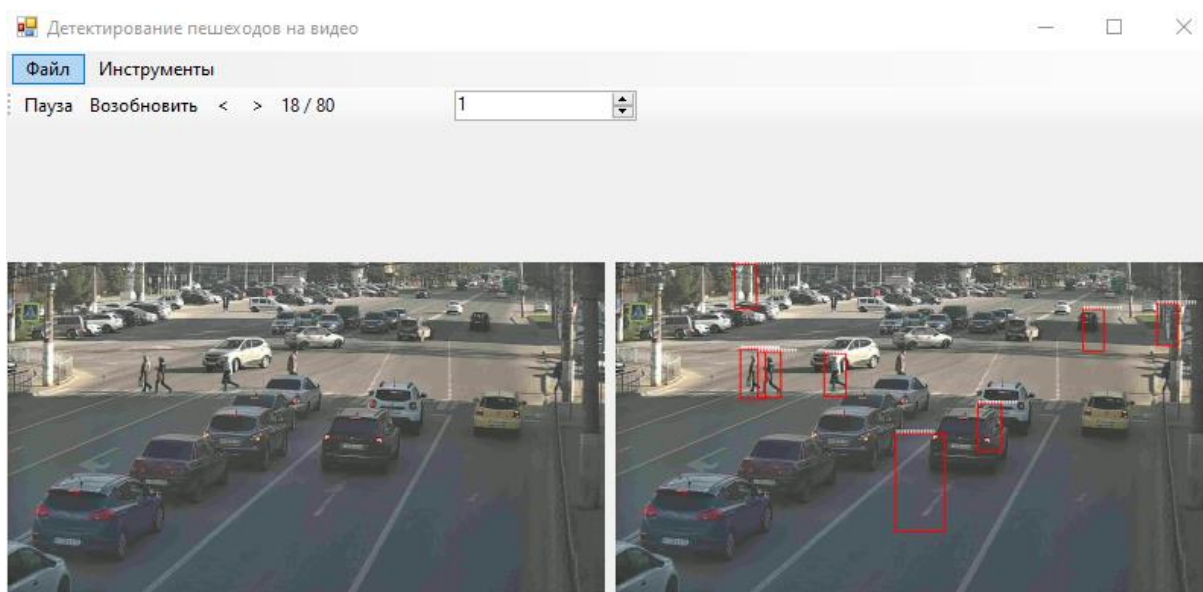 Детектирование пешеходов на видео
Файл Инструменты
Пауза Возобновить < > 18 / 80 1